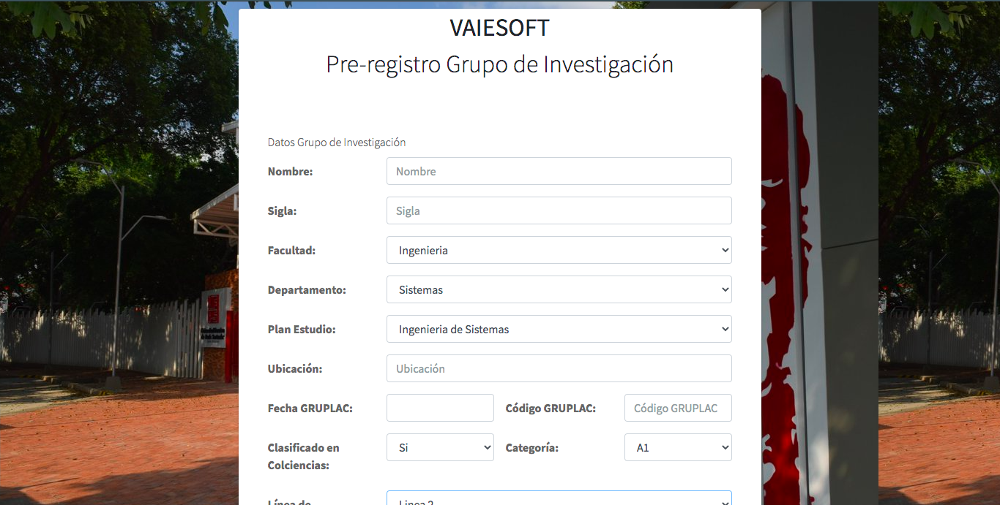 VAIESOFT
Pre-registro Grupo de Investigación
Datos Grupo de Investigación
Nombre: Nombre
Sigla: Sigla
Facultad: Ingenieria
Departamento: Sistemas
Plan Estudio: Ingenieria de Sistemas
Ubicación: Ubicación
Fecha GRUPLAC: Código GRUPLAC: Código GRUPLAC
Clasificado en Si Categoría: A1
Colciencias:
Línea de Linea 2